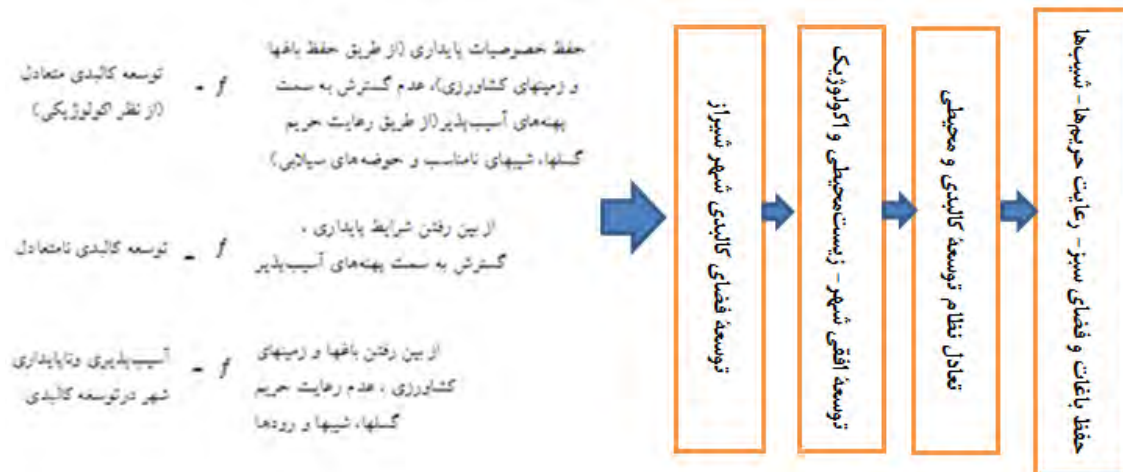 توسعه کالبدی متعادل
(از نظر اکولوژیکی)
- f
حفظ خصوصیات پایداری (از طریق حفظ باغها
و زمینهای کشاورزی)، عدم گسترش به سمت
پهنه‌های آسیب‌پذیر(از طریق رعایت حریم
گسلها، شیبهای نامناسب و حوضه‌های سیلابی)
توسعه کالبدی نامتعادل
- f
از بین رفتن شرایط پایداری ،
گسترش به سمت پهنه‌های آسیب‌پذیر
آسیب‌پذیری وناپایداری
شهر درتوسعه کالبدی
- f
از بین رفتن باغها و زمینهای
کشاورزی ، عدم رعایت حریم
گسلها، شیبها و رودها
توسعهٔ فضای کالبدی شهر شیراز
توسعهٔ افقی شهر- زیست‌محیطی و اکولوژیک
تعادل نظام توسعهٔ کالبدی و محیطی
حفظ باغات و فضای سبز- رعایت حریم‌ها- شیب‌ها